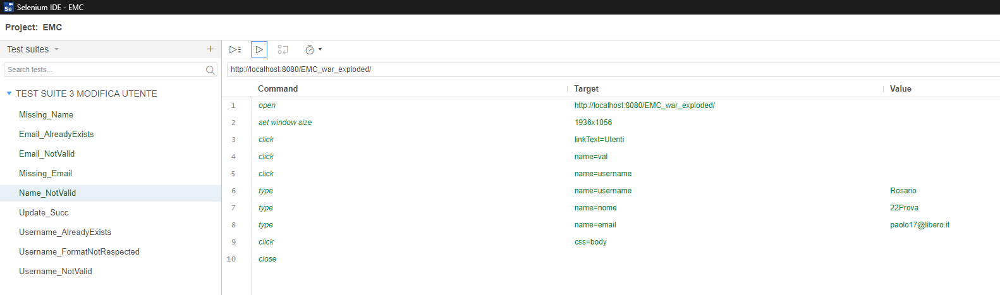 Se Selenium IDE - EMC
Project: EMC
Test suites
Search tests...
TEST SUITE 3 MODIFICA UTENTE
Missing_Name
Email_AlreadyExists
Email_NotValid
Missing_Email
Name_NotValid
Update_Succ
Username_AlreadyExists
Username_FormatNotRespected
Username_NotValid
http://localhost:8080/EMC_war_exploded/
Command Target Value
1 open http://localhost:8080/EMC_war_exploded/
2 set window size 1936x1056
3 click linkText=Utenti
4 click name=val
5 click name=username
6 type name=username Rosario
7 type name=nome 22Prova
8 type name=email paolo17@libero.it
9 click css=body
10 close